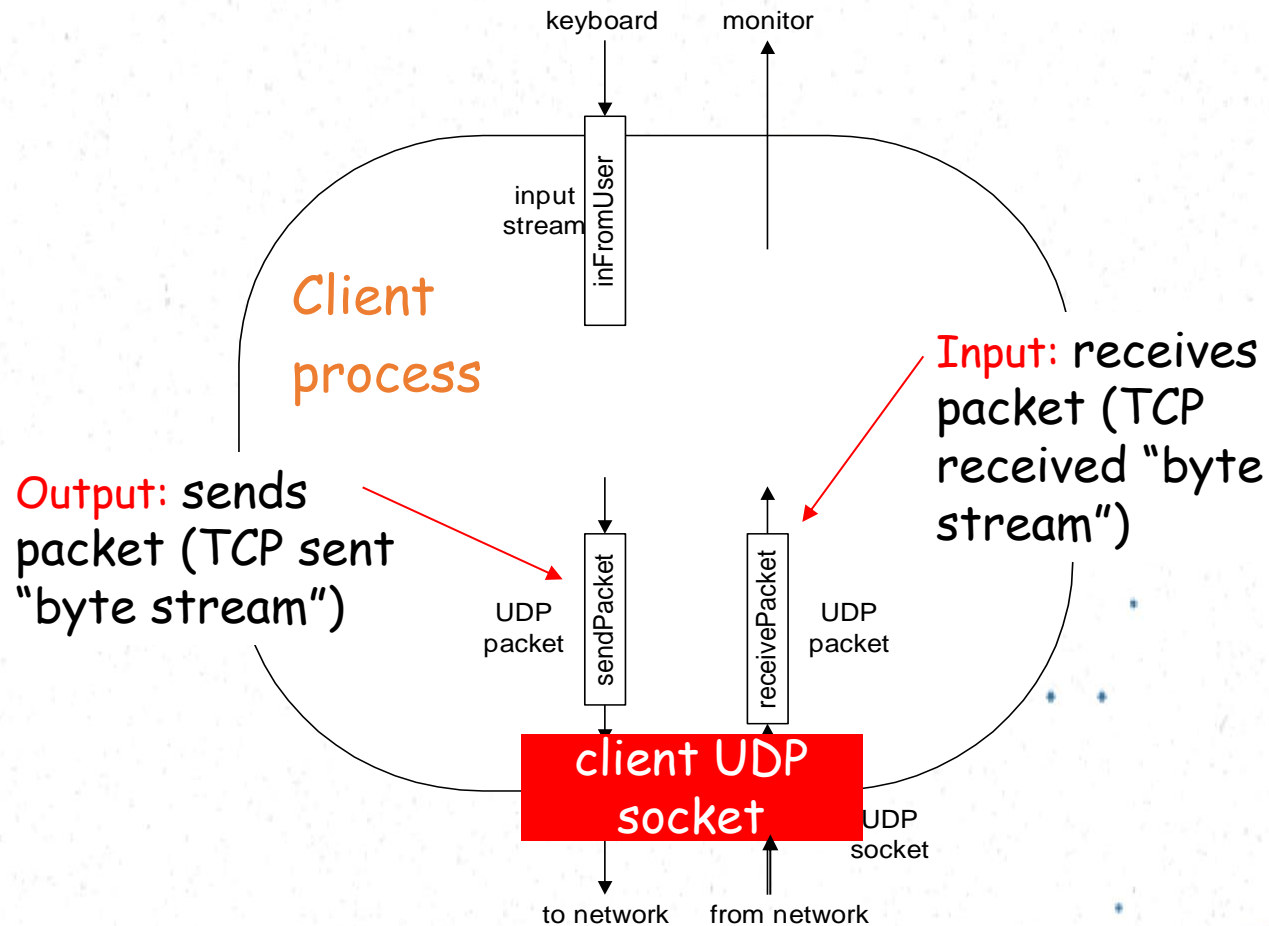 keyboard
monitor
input
stream
inFromUser
Client
process
Input: receives
packet (TCP
received “byte
stream”)
Output: sends
packet (TCP sent
“byte stream”)
UDP
packet
sendPacket
receivePacket
UDP
packet
client UDP
socket
UDP
socket
to network
from network